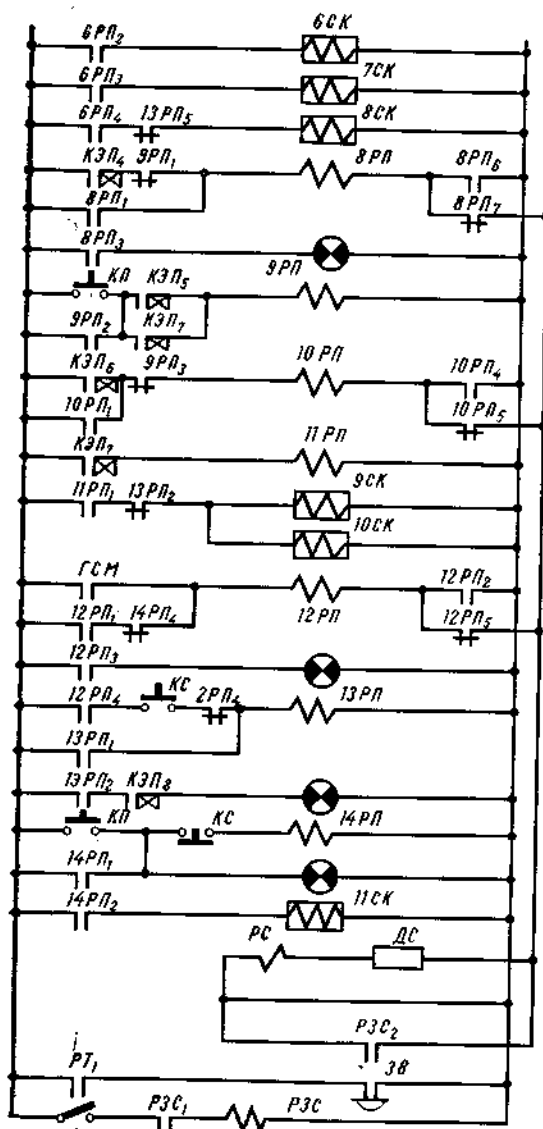 6РП₂ 6СК
6РП₃ 7СК
6РП₄ 13РП₅ 8СК
КЭП₄ 9РП₁ 8РП 8РП₆
8РП₁ 8РП₇
8РП₃
КП КЭП₅ 9РП
9РП₂ КЭП₇
КЭП₆ 9РП₃ 10РП 10РП₄
10РП₁ 10РП₅
КЭП₇ 11РП
11РП₁ 13РП₂ 9СК
10СК
ГСМ 12РП₂
12РП₁ 14РП₄ 12РП 12РП₅
12РП₃
12РП₄ КС 2РП₄ 13РП
13РП₁
13РП₂ КЭП₈
КП КС 14РП
14РП₁
14РП₂ 11СК
РС ДС
РЗС₂
РТ₁ ЗВ
РЗС₁ РЗС